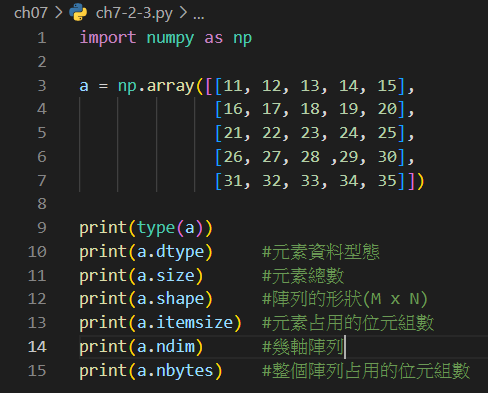 ch07 > ch7-2-3.py > ...
1 import numpy as np
2
3 a = np.array([[11, 12, 13, 14, 15],
4 [16, 17, 18, 19, 20],
5 [21, 22, 23, 24, 25],
6 [26, 27, 28 ,29, 30],
7 [31, 32, 33, 34, 35]])
8
9 print(type(a))
10 print(a.dtype) #元素資料型態
11 print(a.size) #元素總數
12 print(a.shape) #陣列的形狀(M x N)
13 print(a.itemsize) #元素占用的位元組數
14 print(a.ndim) #幾軸陣列
15 print(a.nbytes) #整個陣列占用的位元組數